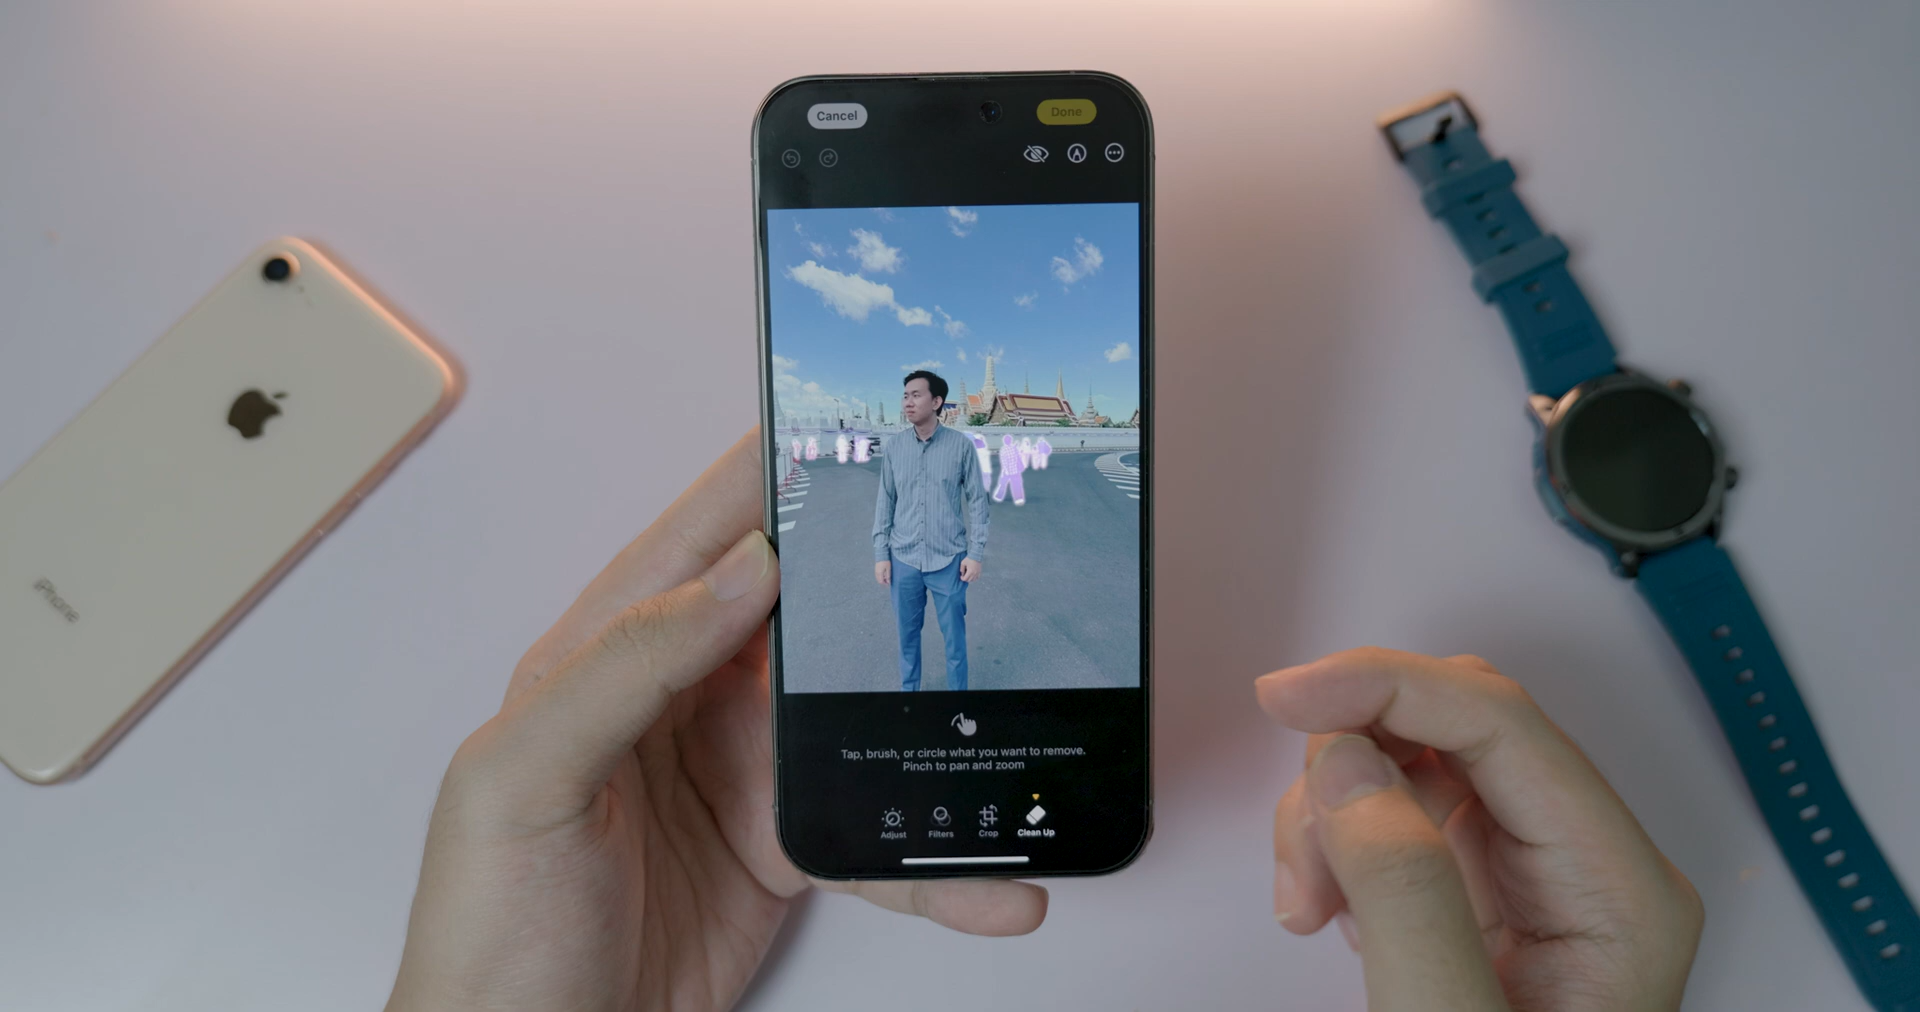 Cancel
Done
Tap, brush, or circle what you want to remove.
Pinch to pan and zoom
Adjust
Filters
Crop
Clean Up
iPhone